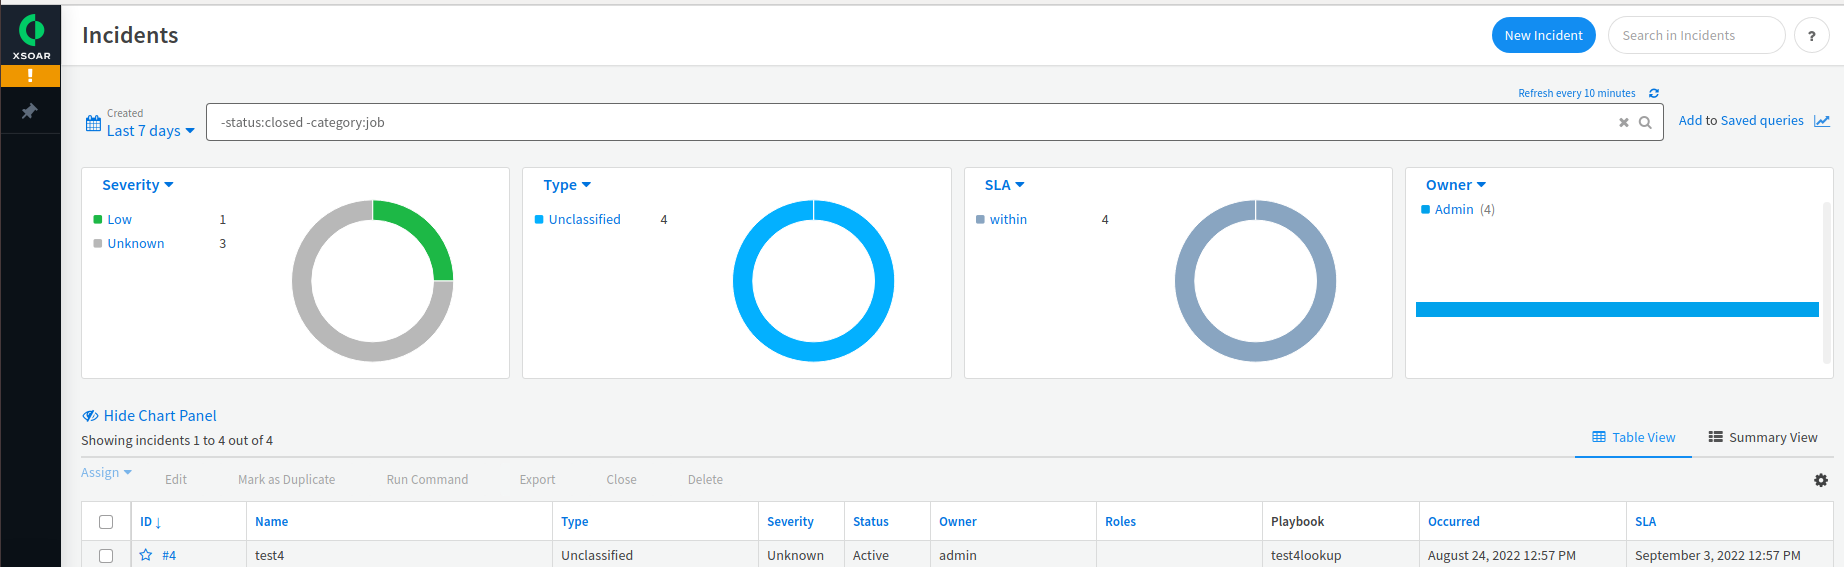 XSOAR
!
Incidents
New Incident
Search in Incidents
?
Refresh every 10 minutes
Created
Last 7 days
-status:closed -category:job
Add to Saved queries
Severity
Low 1
Unknown 3
Type
Unclassified 4
SLA
within 4
Owner
Admin (4)
Hide Chart Panel
Showing incidents 1 to 4 out of 4
Table View
Summary View
Assign Edit Mark as Duplicate Run Command Export Close Delete
ID Name Type Severity Status Owner Roles Playbook Occurred SLA
#4 test4 Unclassified Unknown Active admin test4lookup August 24, 2022 12:57 PM September 3, 2022 12:57 PM